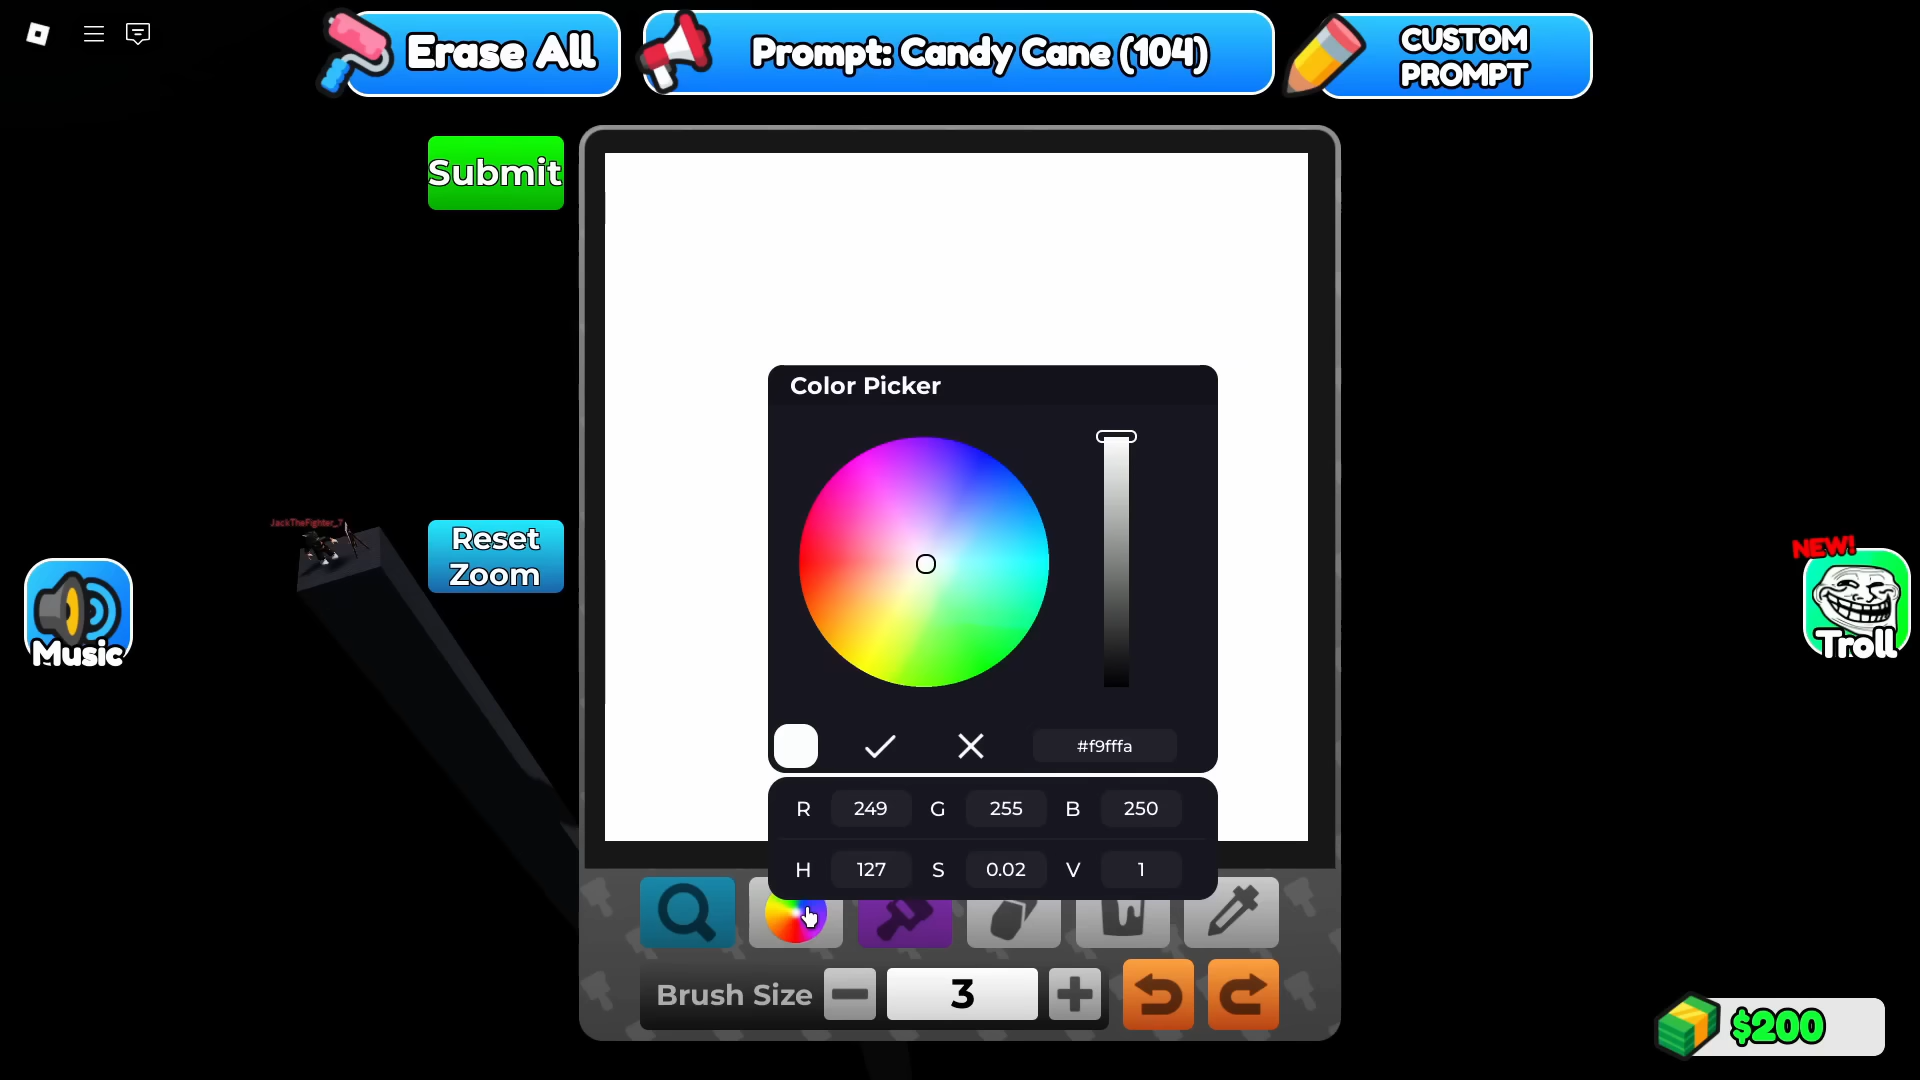 Erase All
Prompt: Candy Cane (104)
CUSTOM
PROMPT
Submit
Color Picker
JackTheFighter_7
Reset
Zoom
NEW!
Music
Troll
#f9fffa
R 249 G 255 B 250
H 127 S 0.02 V 1
Brush Size 3
$200